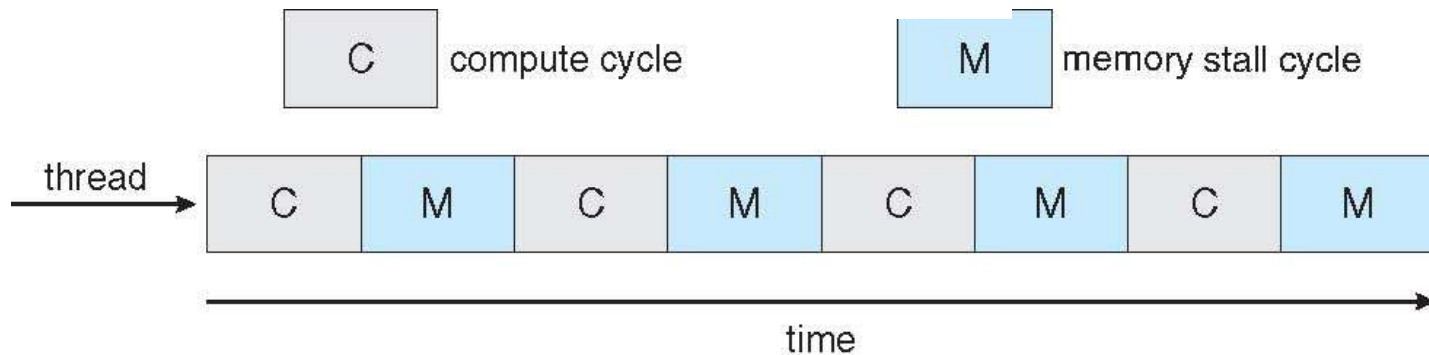 C compute cycle M memory stall cycle
thread
C M C M C M C M
time